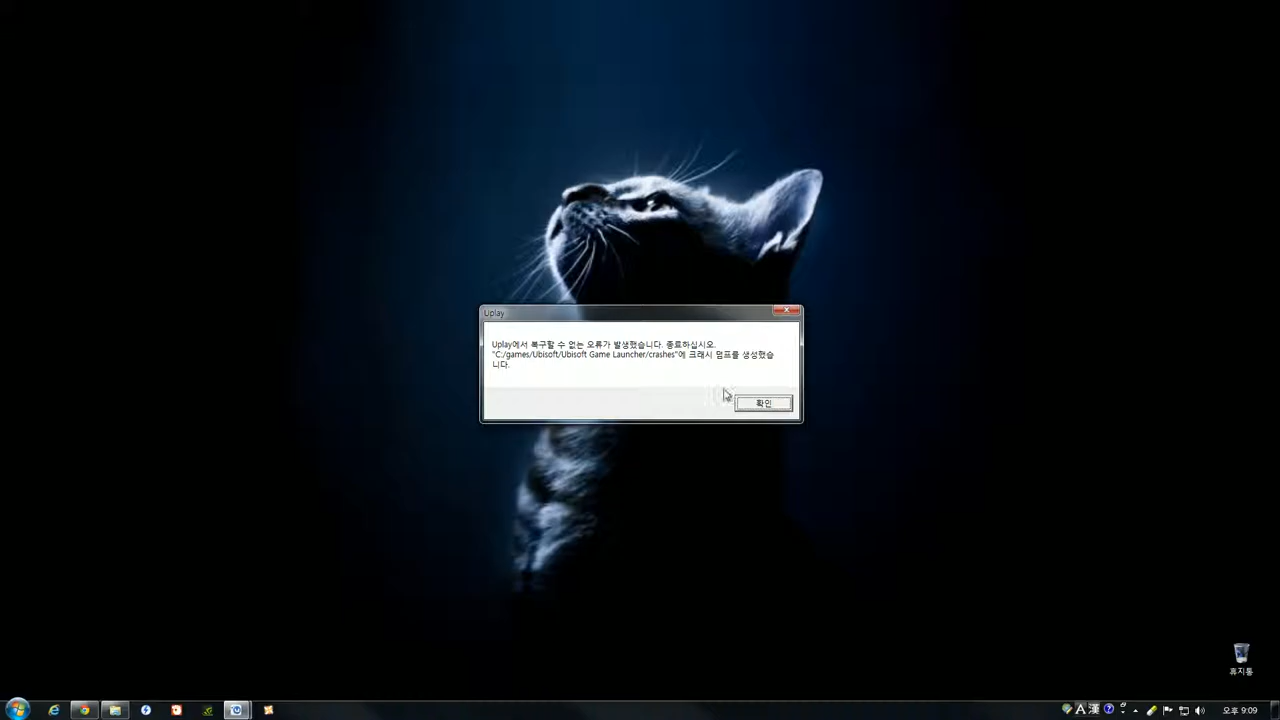 Uplay
Uplay에서 복구할 수 없는 오류가 발생했습니다. 종료하십시오.
"C:/games/Ubisoft/Ubisoft Game Launcher/crashes"에 크래시 덤프를 생성했습
니다.
확인
휴지통
A 漢
오후 9:09